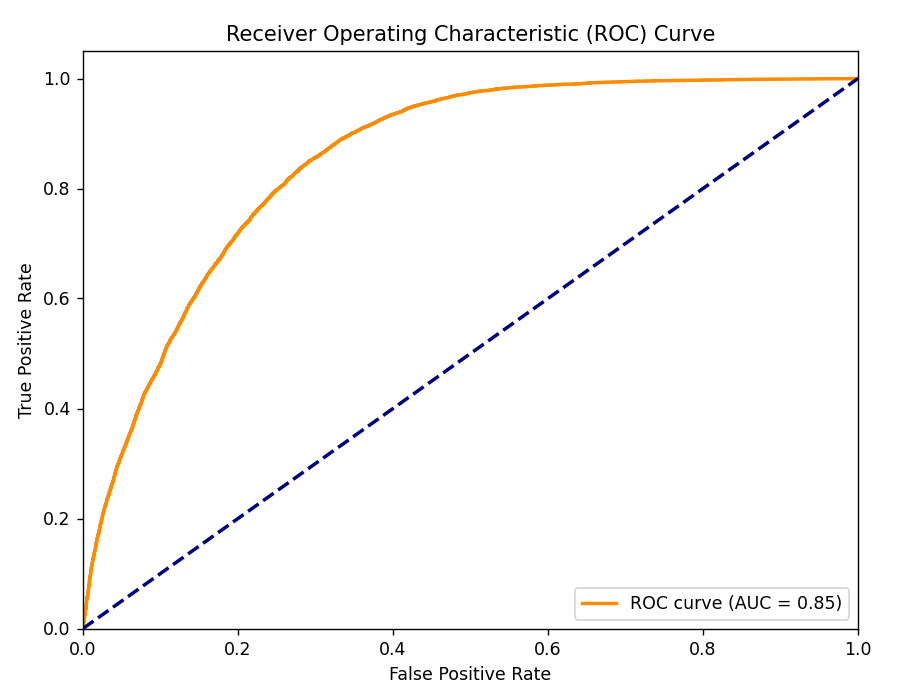 Receiver Operating Characteristic (ROC) Curve
1.0
0.8
0.6
0.4
0.2
0.0
True Positive Rate
ROC curve (AUC = 0.85)
0.0 0.2 0.4 0.6 0.8 1.0
False Positive Rate